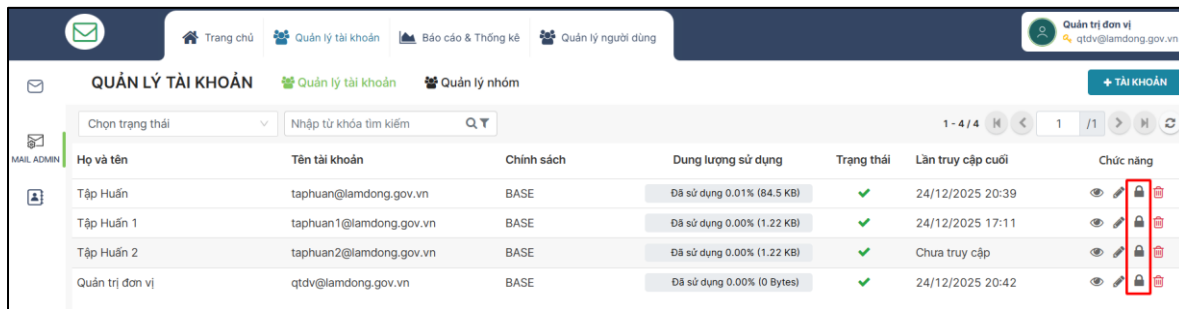 Trang chủ Quản lý tài khoản Báo cáo & Thống kê Quản lý người dùng Quản trị đơn vị
qtdv@lamdong.gov.vn
QUẢN LÝ TÀI KHOẢN Quản lý tài khoản Quản lý nhóm + TÀI KHOẢN
Chọn trạng thái Nhập từ khóa tìm kiếm 1 - 4 / 4 1 /1
MAIL ADMIN
Họ và tên Tên tài khoản Chính sách Dung lượng sử dụng Trạng thái Lần truy cập cuối Chức năng
Tập Huấn taphuan@lamdong.gov.vn BASE Đã sử dụng 0.01% (84.5 KB) 24/12/2025 20:39
Tập Huấn 1 taphuan1@lamdong.gov.vn BASE Đã sử dụng 0.00% (1.22 KB) 24/12/2025 17:11
Tập Huấn 2 taphuan2@lamdong.gov.vn BASE Đã sử dụng 0.00% (1.22 KB) Chưa truy cập
Quản trị đơn vị qtdv@lamdong.gov.vn BASE Đã sử dụng 0.00% (0 Bytes) 24/12/2025 20:42